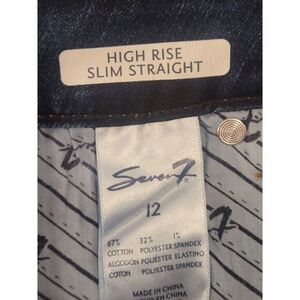 HIGH RISE
SLIM STRAIGHT
Seven7
12
67% 32% 1%
COTTON POLYESTER SPANDEX
ALGODÓN POLIÉSTER ELASTINO
COTON POLYESTER SPANDEX
MADE IN CHINA